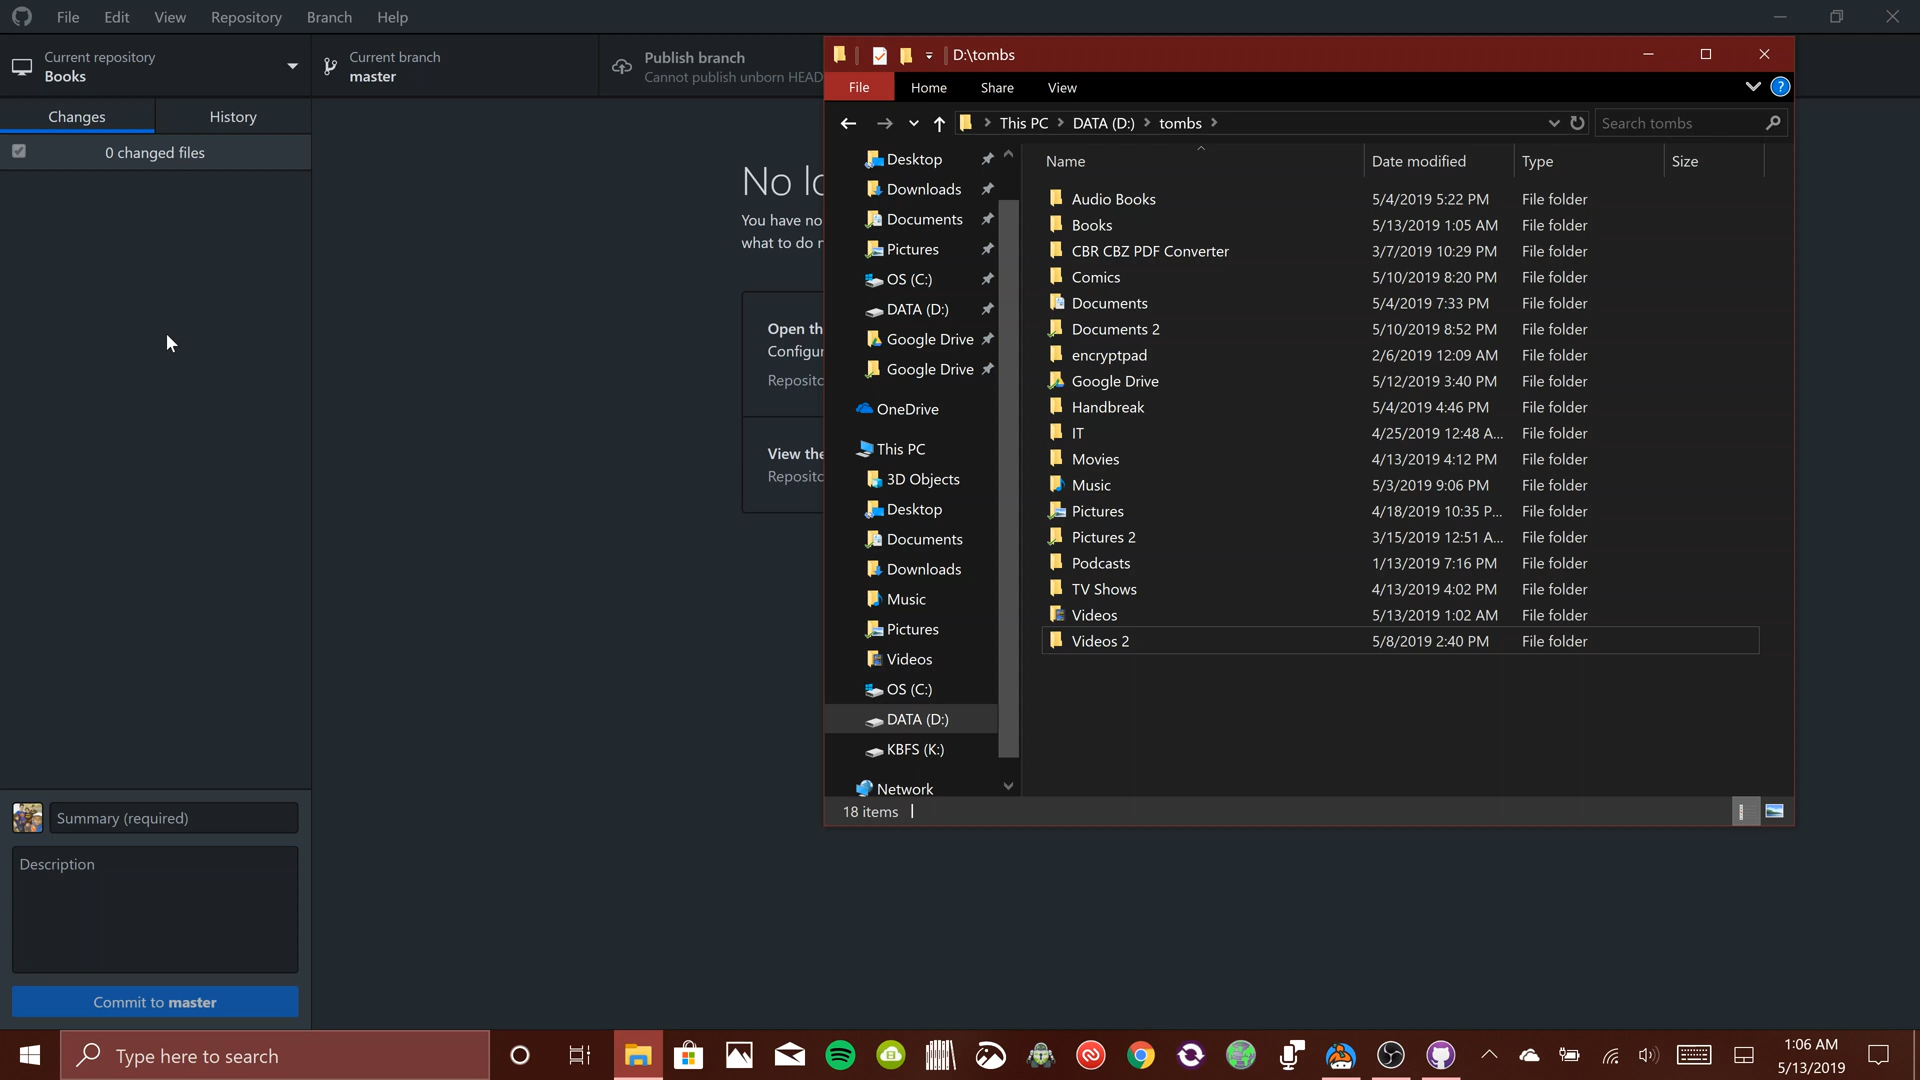 File Edit View Repository Branch Help
Current repository
Books
Current branch
master
Publish branch
Cannot publish unborn HEAD
Changes
History
0 changed files
No lo
You have no
what to do
Open th
Configu
Reposito
View the
Reposito
Summary (required)
Description
Commit to master
D:\tombs
File Home Share View
This PC > DATA (D:) > tombs >
Search tombs
Desktop
Downloads
Documents
Pictures
OS (C:)
DATA (D:)
Google Drive
Google Drive
OneDrive
This PC
3D Objects
Desktop
Documents
Downloads
Music
Pictures
Videos
OS (C:)
DATA (D:)
KBFS (K:)
Network
Name Date modified Type Size
Audio Books 5/4/2019 5:22 PM File folder
Books 5/13/2019 1:05 AM File folder
CBR CBZ PDF Converter 3/7/2019 10:29 PM File folder
Comics 5/10/2019 8:20 PM File folder
Documents 5/4/2019 7:33 PM File folder
Documents 2 5/10/2019 8:52 PM File folder
encryptpad 2/6/2019 12:09 AM File folder
Google Drive 5/12/2019 3:40 PM File folder
Handbreak 5/4/2019 4:46 PM File folder
IT 4/25/2019 12:48 A... File folder
Movies 4/13/2019 4:12 PM File folder
Music 5/3/2019 9:06 PM File folder
Pictures 4/18/2019 10:35 P... File folder
Pictures 2 3/15/2019 12:51 A... File folder
Podcasts 1/13/2019 7:16 PM File folder
TV Shows 4/13/2019 4:02 PM File folder
Videos 5/13/2019 1:02 AM File folder
Videos 2 5/8/2019 2:40 PM File folder
18 items
Type here to search
1:06 AM
5/13/2019